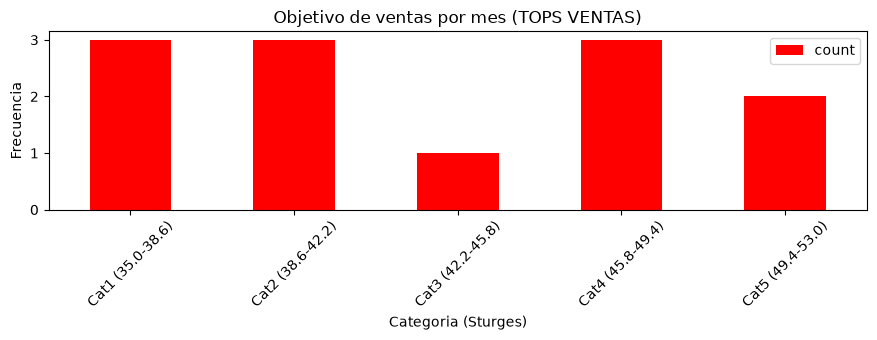 Objetivo de ventas por mes (TOPS VENTAS)
count
Frecuencia
3
2
1
0
Cat1 (35.0-38.6)
Cat2 (38.6-42.2)
Cat3 (42.2-45.8)
Cat4 (45.8-49.4)
Cat5 (49.4-53.0)
Categoria (Sturges)